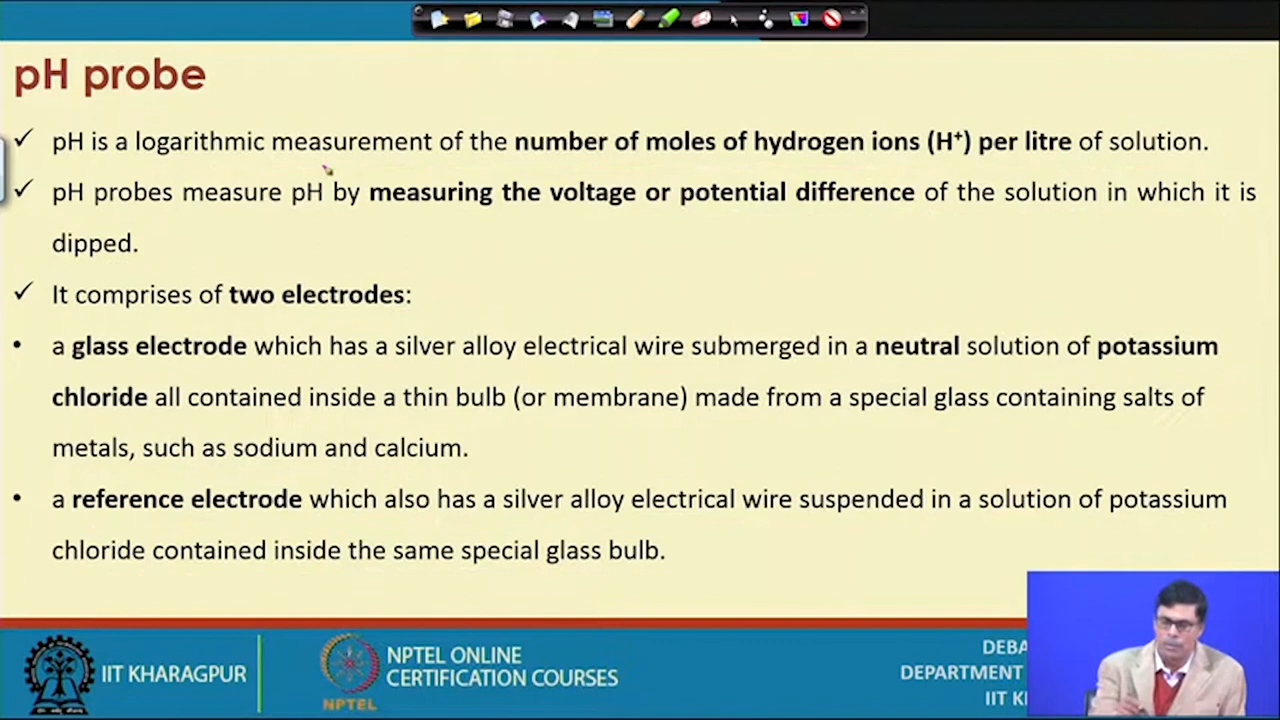 pH probe
✓ pH is a logarithmic measurement of the number of moles of hydrogen ions (H⁺) per litre of solution.
✓ pH probes measure pH by measuring the voltage or potential difference of the solution in which it is
dipped.
✓ It comprises of two electrodes:
• a glass electrode which has a silver alloy electrical wire submerged in a neutral solution of potassium
chloride all contained inside a thin bulb (or membrane) made from a special glass containing salts of
metals, such as sodium and calcium.
• a reference electrode which also has a silver alloy electrical wire suspended in a solution of potassium
chloride contained inside the same special glass bulb.
IIT KHARAGPUR
NPTEL
NPTEL ONLINE
CERTIFICATION COURSES
DEBA
DEPARTMENT
IIT K